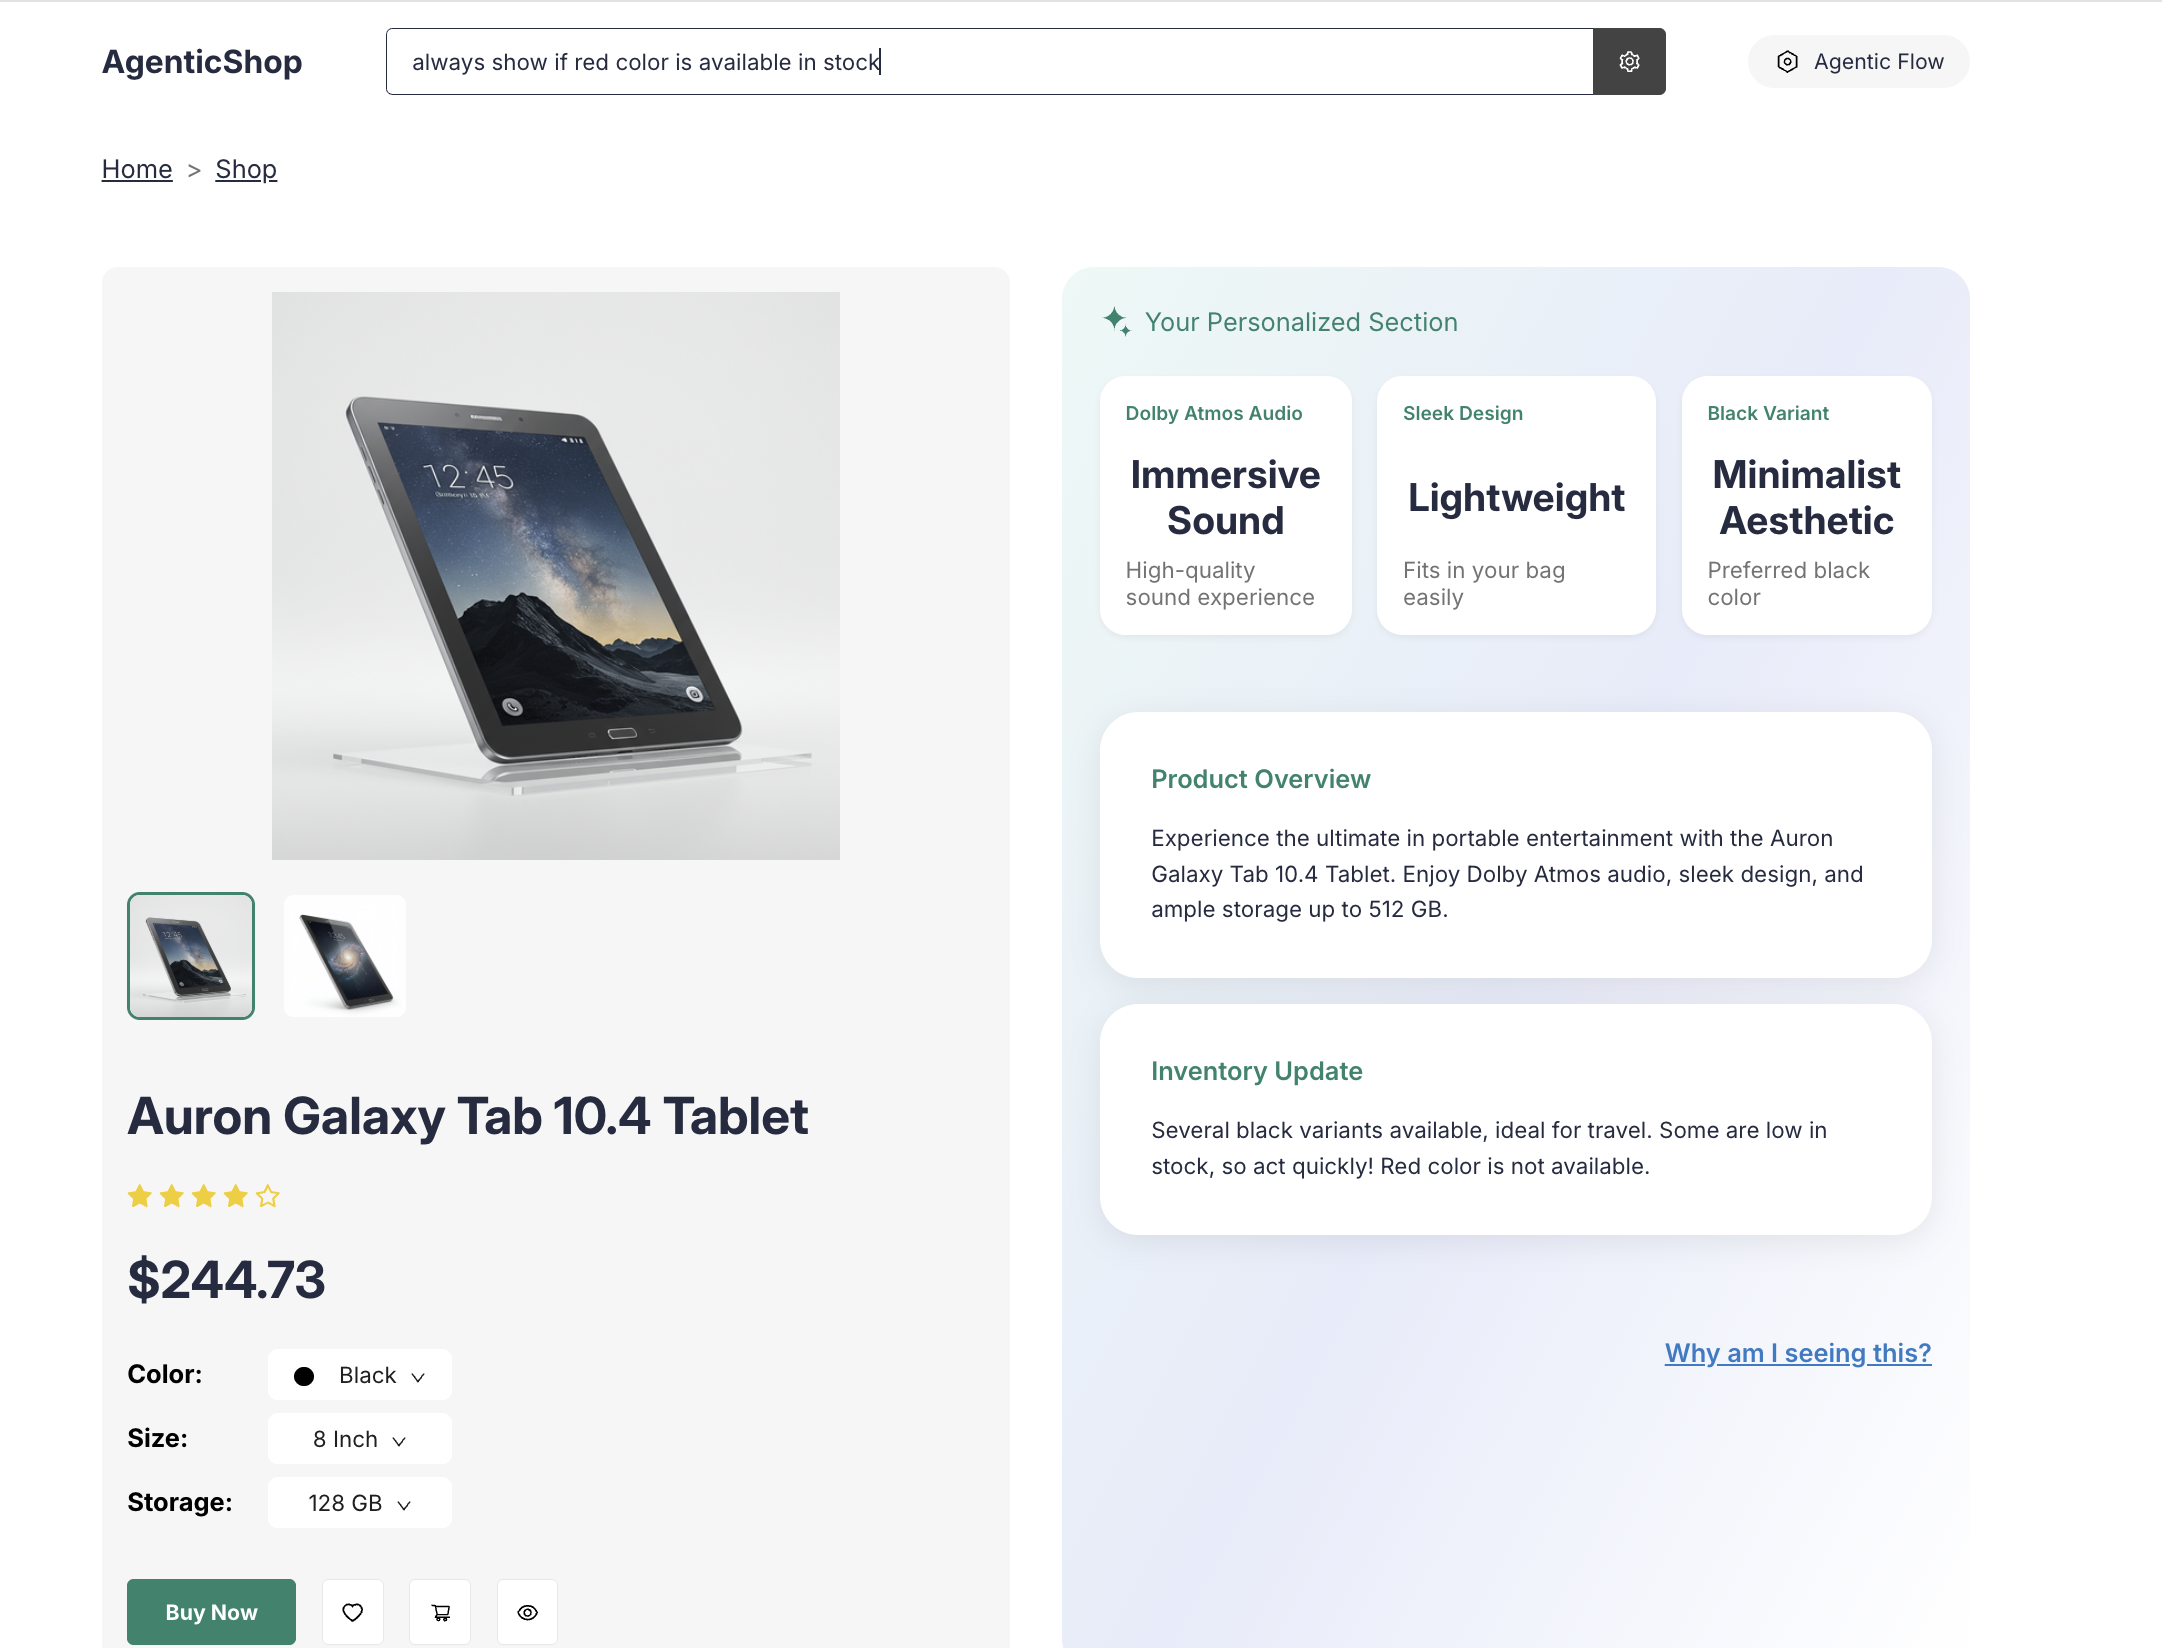 AgenticShop
always show if red color is available in stock
Agentic Flow
Home > Shop
12:45
Auron Galaxy Tab 10.4 Tablet
$244.73
Color: Black
Size: 8 Inch
Storage: 128 GB
Buy Now
Your Personalized Section
Dolby Atmos Audio
Immersive
Sound
High-quality
sound experience
Sleek Design
Lightweight
Fits in your bag
easily
Black Variant
Minimalist
Aesthetic
Preferred black
color
Product Overview
Experience the ultimate in portable entertainment with the Auron
Galaxy Tab 10.4 Tablet. Enjoy Dolby Atmos audio, sleek design, and
ample storage up to 512 GB.
Inventory Update
Several black variants available, ideal for travel. Some are low in
stock, so act quickly! Red color is not available.
Why am I seeing this?